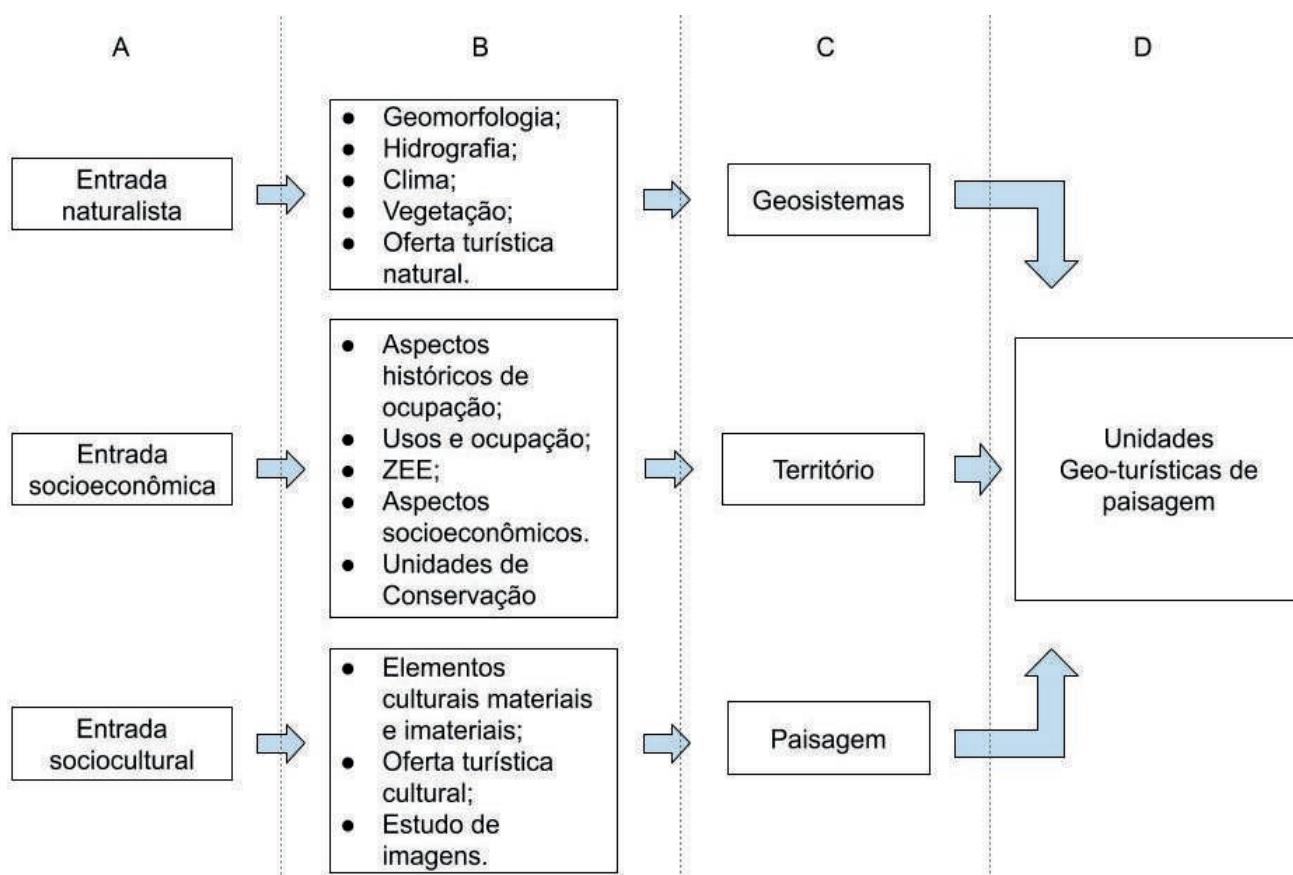 A
B
C
D
Entrada
naturalista
● Geomorfologia;
● Hidrografia;
● Clima;
● Vegetação;
● Oferta turística
natural.
Geosistemas
Entrada
socioeconômica
● Aspectos
históricos de
ocupação;
● Usos e ocupação;
● ZEE;
● Aspectos
socioeconômicos.
● Unidades de
Conservação
Território
Unidades
Geo-turísticas de
paisagem
Entrada
sociocultural
● Elementos
culturais materiais
e imateriais;
● Oferta turística
cultural;
● Estudo de
imagens.
Paisagem